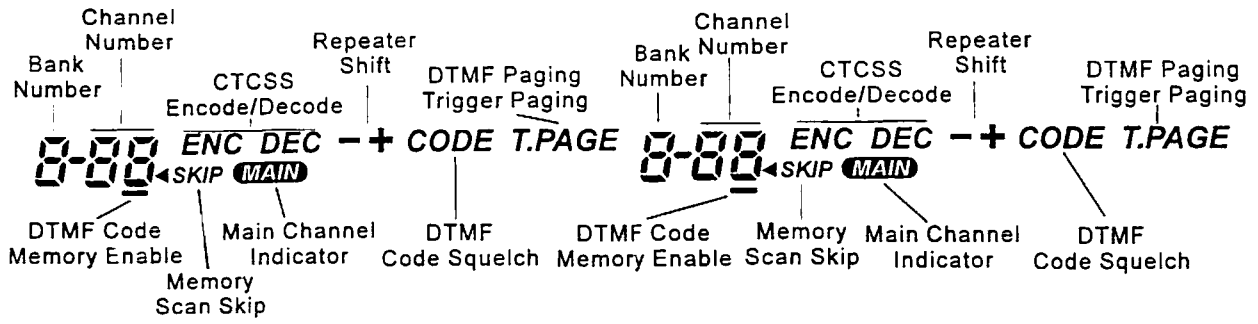 Channel Number
Bank Number
CTCSS Encode/Decode
Repeater Shift
DTMF Paging Trigger Paging
Bank Number
Channel Number
CTCSS Encode/Decode
Repeater Shift
DTMF Paging Trigger Paging
8-88 ENC DEC -+ CODE T.PAGE
8-88 ENC DEC -+ CODE T.PAGE
◄SKIP MAIN
◄SKIP MAIN
DTMF Code Memory Enable
Memory Scan Skip
Main Channel Indicator
DTMF Code Squelch
DTMF Code Memory Enable
Memory Scan Skip
Main Channel Indicator
DTMF Code Squelch